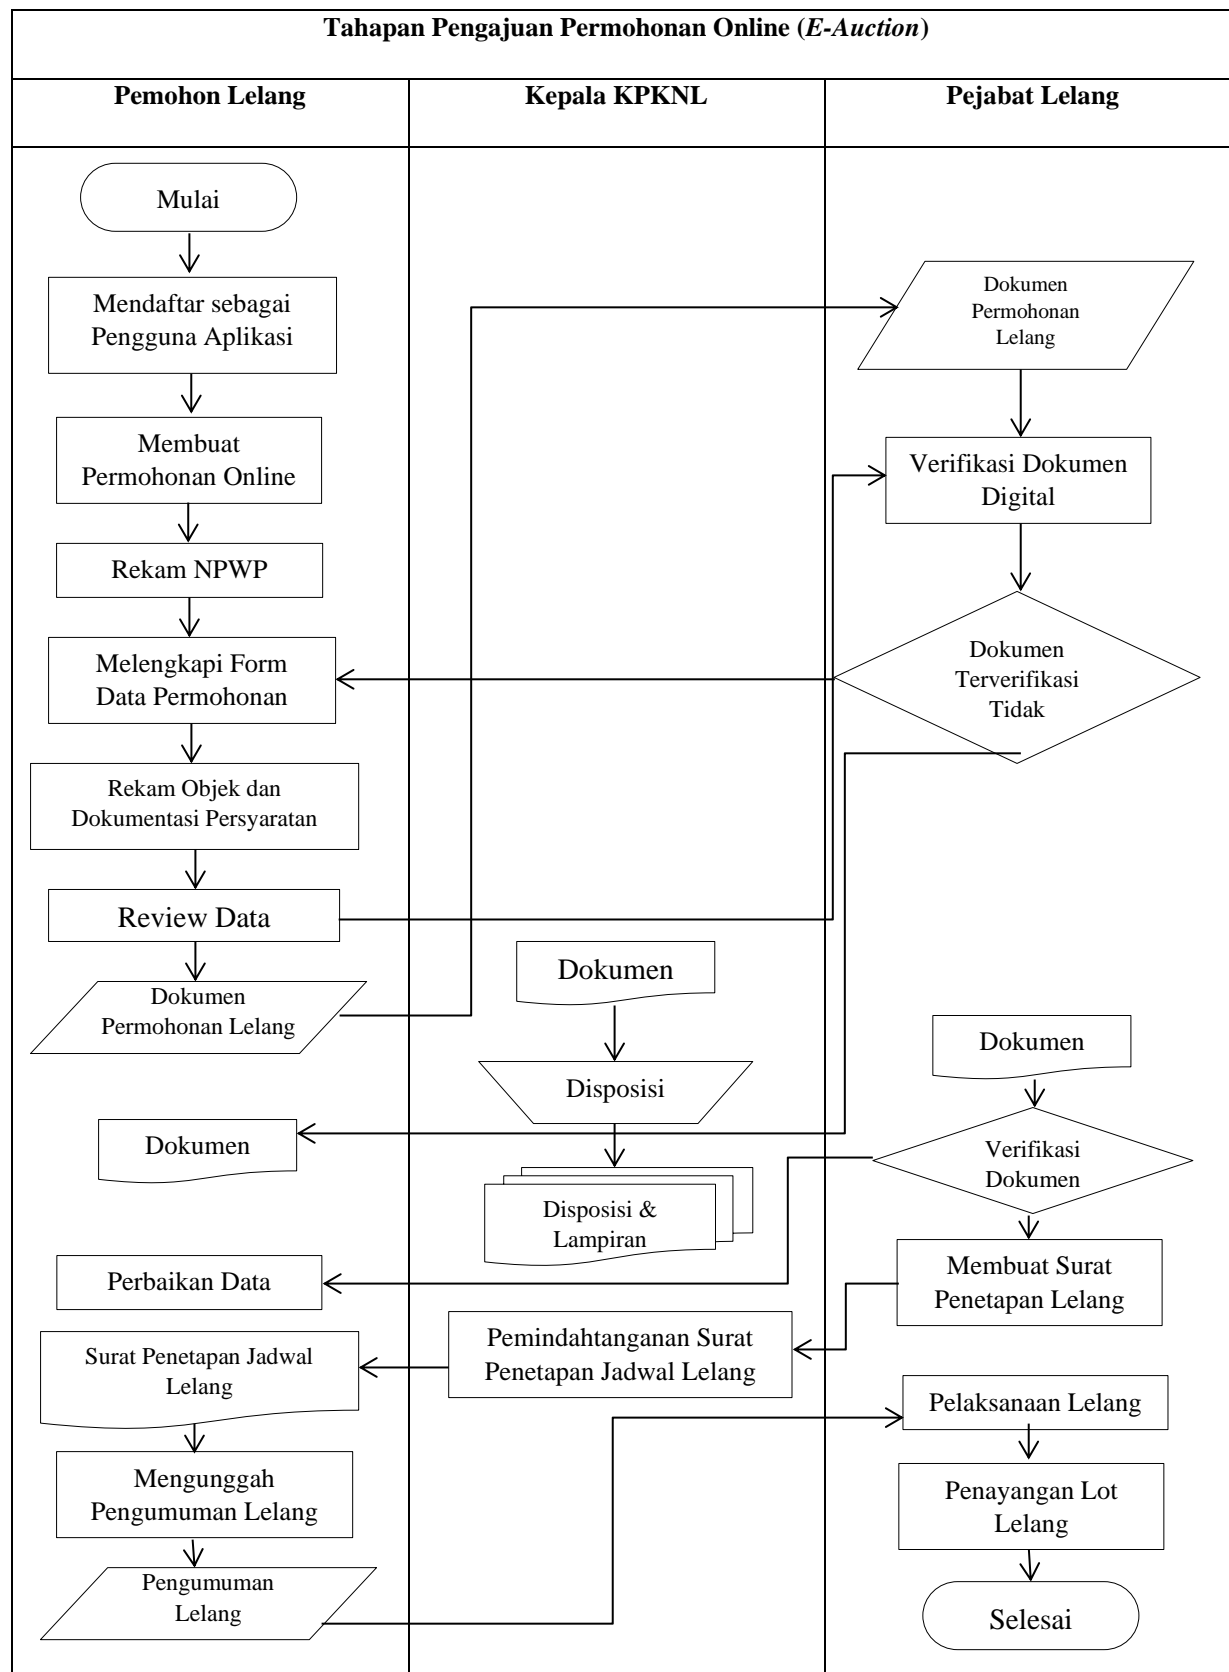 Tahapan Pengajuan Permohonan Online (E-Auction)
Pemohon Lelang
Kepala KPKNL
Pejabat Lelang
Mulai
Mendaftar sebagai
Pengguna Aplikasi
Membuat
Permohonan Online
Rekam NPWP
Melengkapi Form
Data Permohonan
Rekam Objek dan
Dokumentasi Persyaratan
Review Data
Dokumen
Permohonan Lelang
Dokumen
Perbaikan Data
Surat Penetapan Jadwal
Lelang
Mengunggah
Pengumuman Lelang
Pengumuman
Lelang
Dokumen
Disposisi
Disposisi &
Lampiran
Pemindahtanganan Surat
Penetapan Jadwal Lelang
Dokumen
Permohonan
Lelang
Verifikasi Dokumen
Digital
Dokumen
Terverifikasi
Tidak
Dokumen
Verifikasi
Dokumen
Membuat Surat
Penetapan Lelang
Pelaksanaan Lelang
Penayangan Lot
Lelang
Selesai